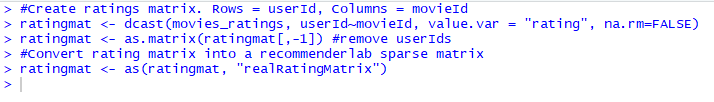 > #Create ratings matrix. Rows = userId, Columns = movieId
> ratingmat <- dcast(movies_ratings, userId~movieId, value.var = "rating", na.rm=FALSE)
> ratingmat <- as.matrix(ratingmat[,-1]) #remove userIds
> #Convert rating matrix into a recommenderlab sparse matrix
> ratingmat <- as(ratingmat, "realRatingMatrix")
>